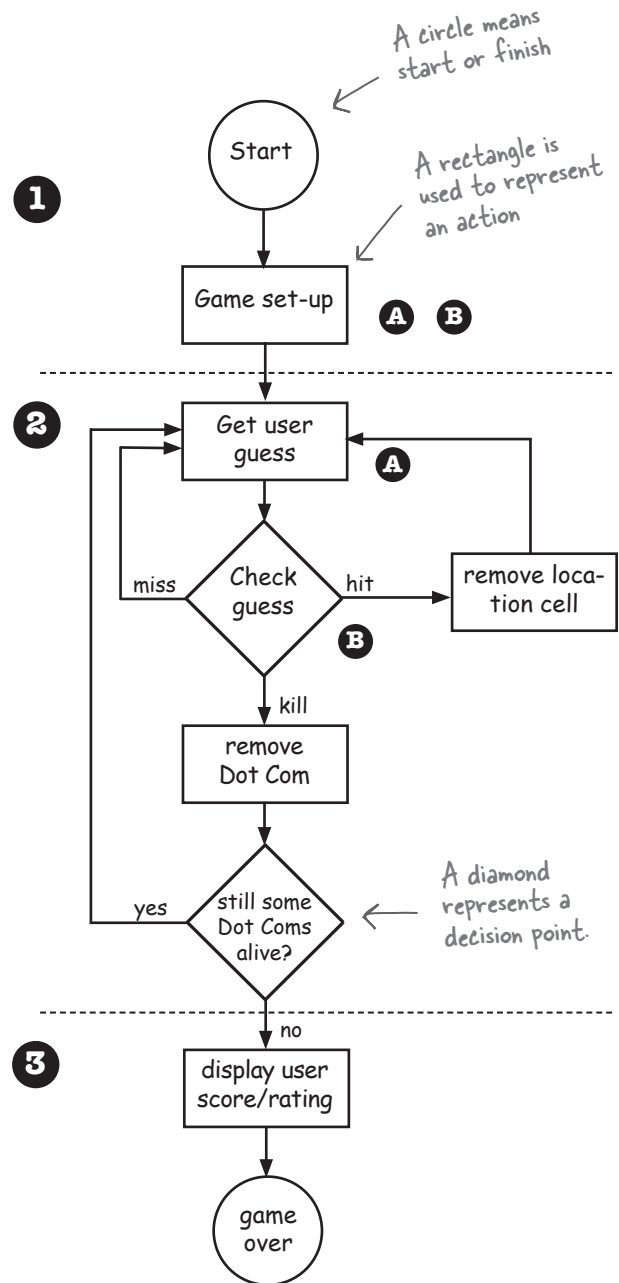 A circle means
start or finish
Start
A rectangle is
used to represent
an action
1
Game set-up
A B
2
Get user
guess
A
Check
guess
miss
hit
remove loca-
tion cell
B
kill
remove
Dot Com
still some
Dot Coms
alive?
yes
A diamond
represents a
decision point.
no
3
display user
score/rating
game
over